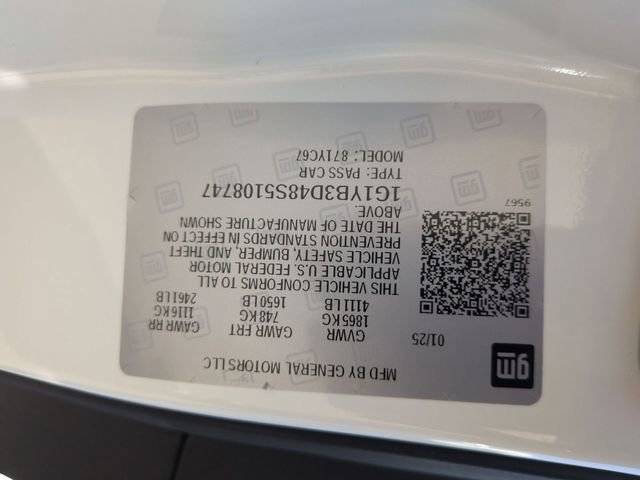 gm
MFD BY GENERAL MOTORS LLC
01/25
GVWR GAWR FRT GAWR RR
1865 KG 748 KG 1116 KG
4111 LB 1650 LB 2461 LB
THIS VEHICLE CONFORMS TO ALL
APPLICABLE U.S. FEDERAL MOTOR
VEHICLE SAFETY, BUMPER, AND THEFT
PREVENTION STANDARDS IN EFFECT ON
THE DATE OF MANUFACTURE SHOWN
ABOVE.
1G1YB3D48S5108747
TYPE: PASS CAR
MODEL: 871YC67
9567